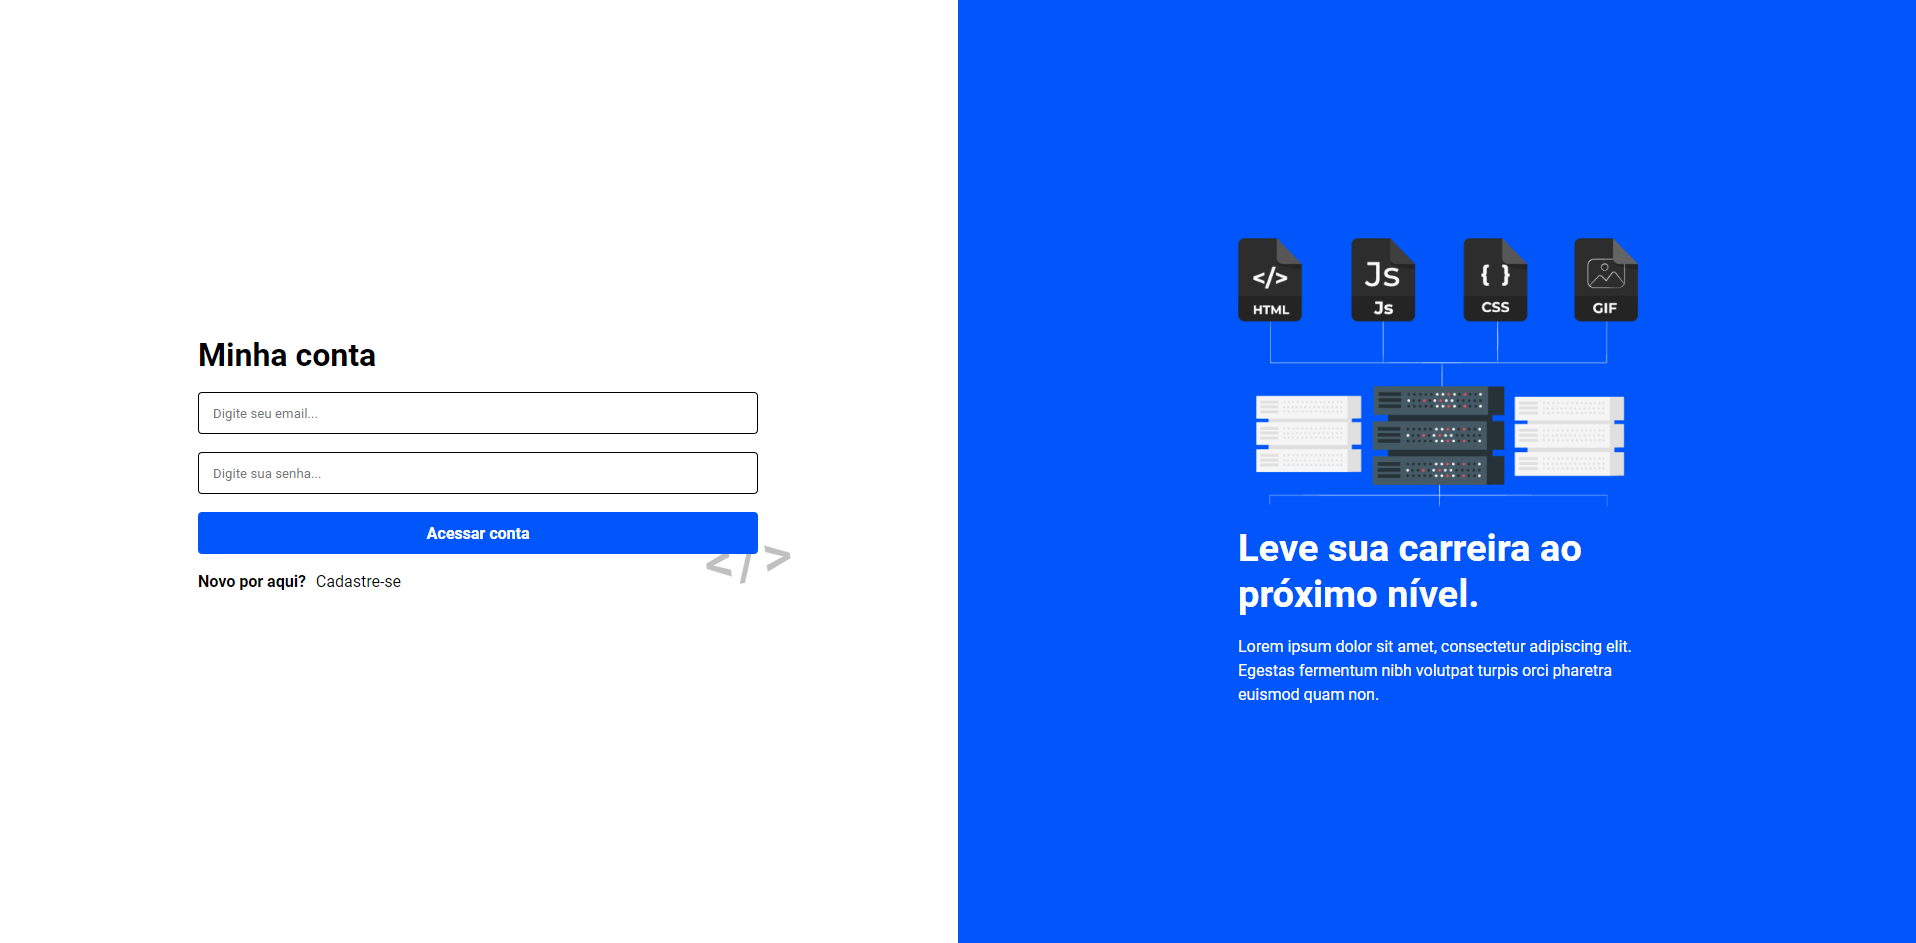 Minha conta
Digite seu email...
Digite sua senha...
Acessar conta
</>
Novo por aqui? Cadastre-se
</> Js { }
HTML Js CSS GIF
Leve sua carreira ao
próximo nível.
Lorem ipsum dolor sit amet, consectetur adipiscing elit.
Egestas fermentum nibh volutpat turpis orci pharetra
euismod quam non.